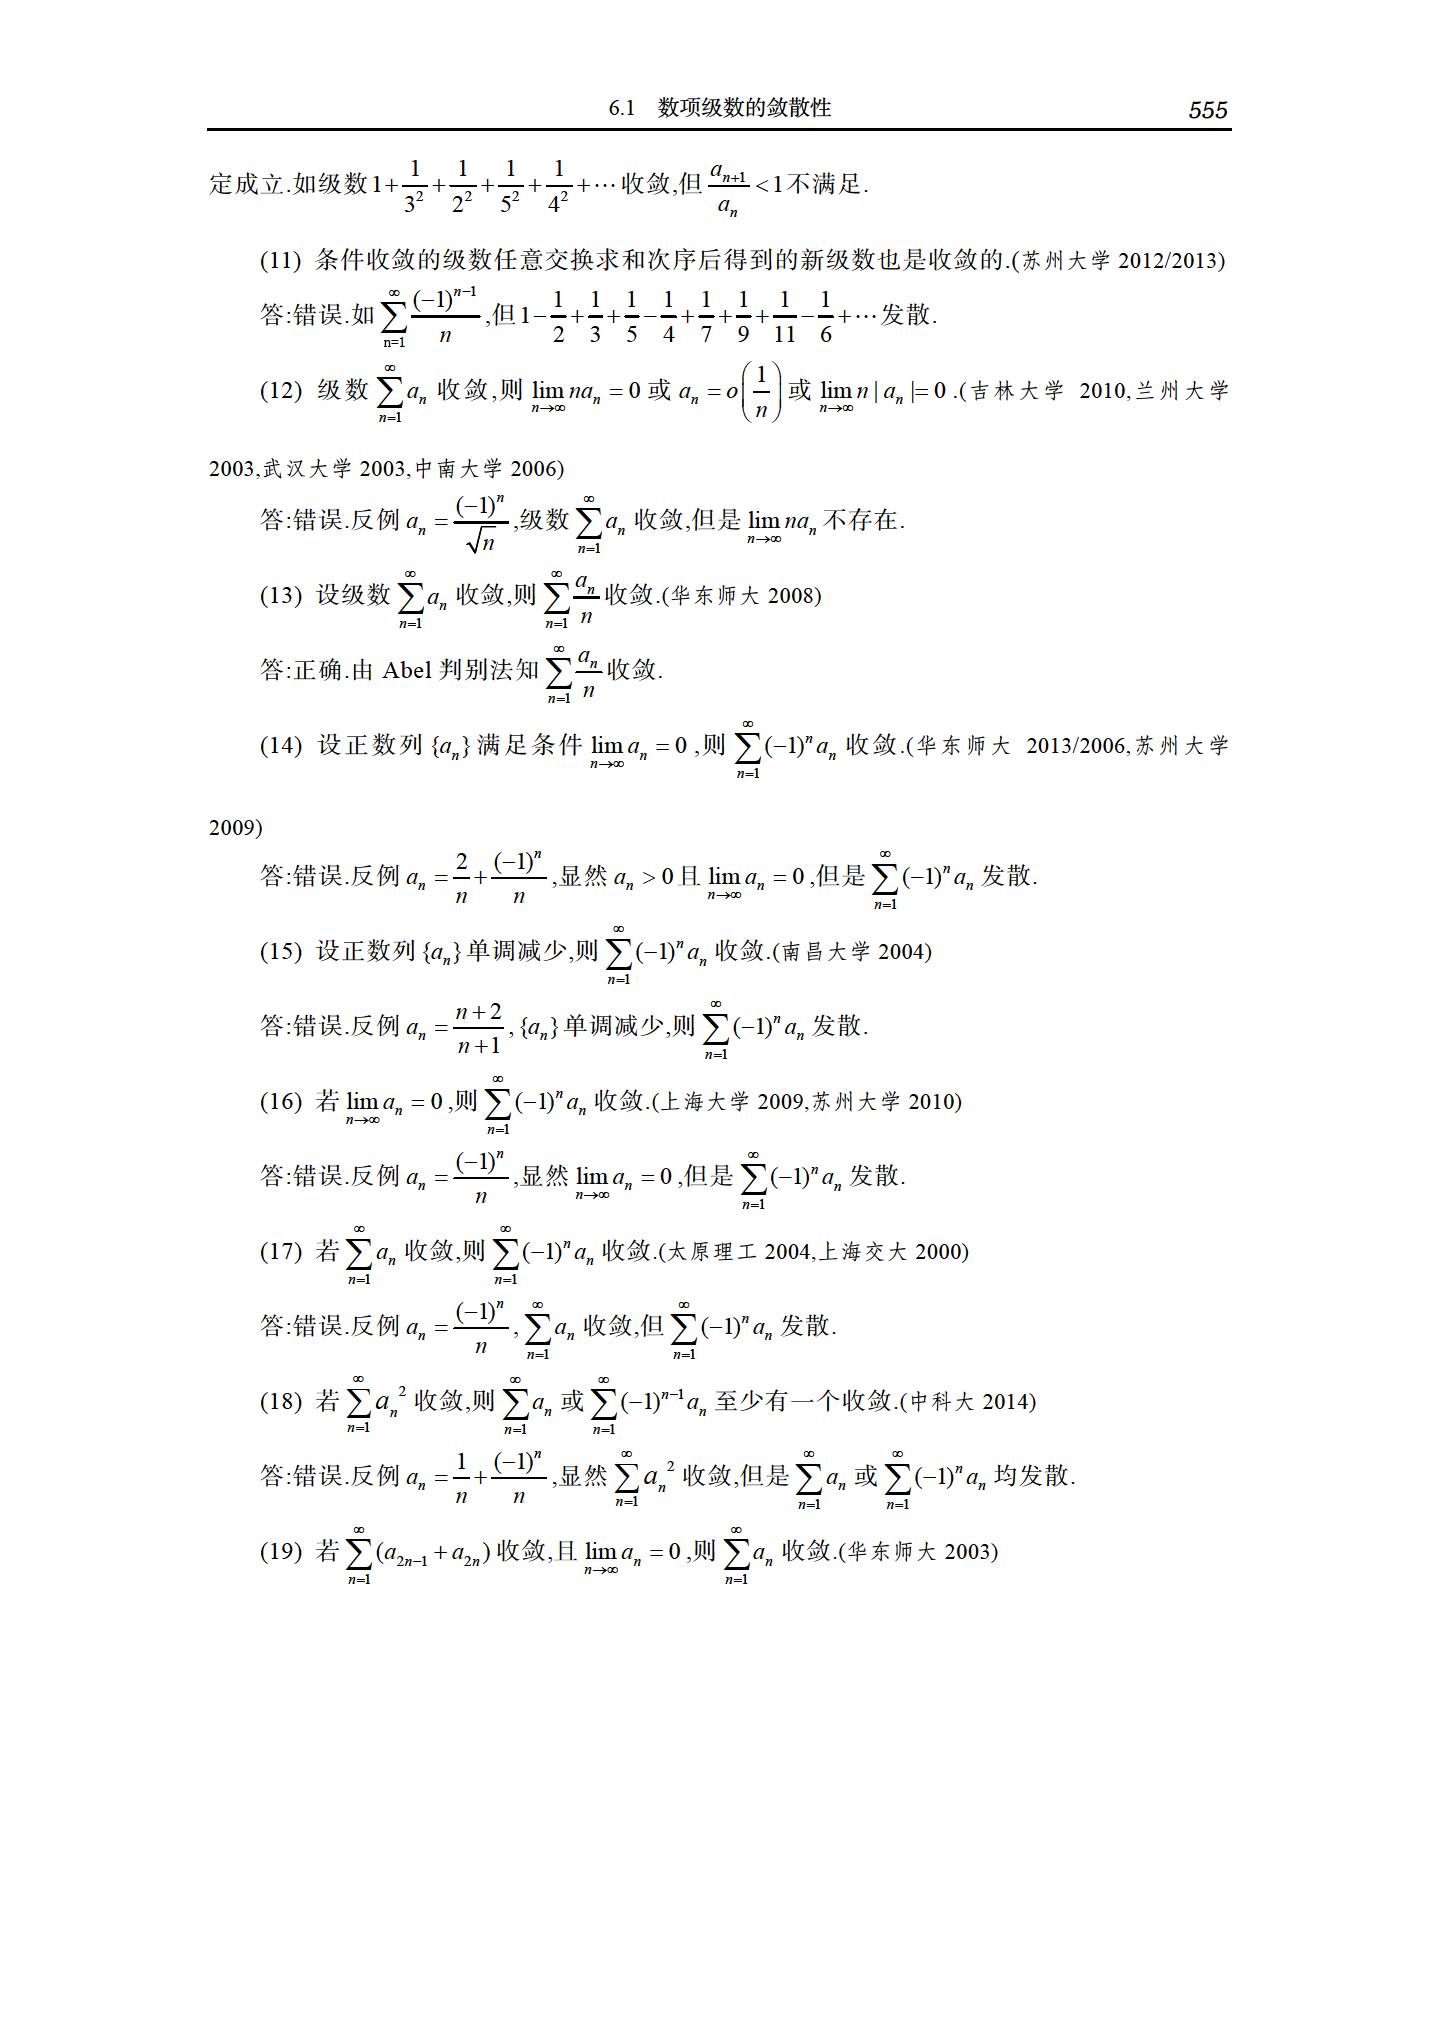 6.1 数项级数的敛散性 555
定成立.如级数 $1+\frac{1}{3^2}+\frac{1}{2^2}+\frac{1}{5^2}+\frac{1}{4^2}+\cdots$ 收敛,但 $\frac{a_{n+1}}{a_n}<1$ 不满足.
(11) 条件收敛的级数任意交换求和次序后得到的新级数也是收敛的.(苏州大学 2012/2013)
答:错误.如 $\sum_{n=1}^{\infty}\frac{(-1)^{n-1}}{n}$,但 $1-\frac{1}{2}+\frac{1}{3}+\frac{1}{5}-\frac{1}{4}+\frac{1}{7}+\frac{1}{9}+\frac{1}{11}-\frac{1}{6}+\cdots$ 发散.
(12) 级数 $\sum_{n=1}^{\infty}a_n$ 收敛,则 $\lim_{n\to\infty}na_n=0$ 或 $a_n=o\left(\frac{1}{n}\right)$ 或 $\lim_{n\to\infty}n|a_n|=0$.(吉林大学 2010,兰州大学
2003,武汉大学 2003,中南大学 2006)
答:错误.反例 $a_n=\frac{(-1)^n}{\sqrt{n}}$,级数 $\sum_{n=1}^{\infty}a_n$ 收敛,但是 $\lim_{n\to\infty}na_n$ 不存在.
(13) 设级数 $\sum_{n=1}^{\infty}a_n$ 收敛,则 $\sum_{n=1}^{\infty}\frac{a_n}{n}$ 收敛.(华东师大 2008)
答:正确.由 Abel 判别法知 $\sum_{n=1}^{\infty}\frac{a_n}{n}$ 收敛.
(14) 设正数列 $\{a_n\}$ 满足条件 $\lim_{n\to\infty}a_n=0$,则 $\sum_{n=1}^{\infty}(-1)^na_n$ 收敛.(华东师大 2013/2006,苏州大学
2009)
答:错误.反例 $a_n=\frac{2}{n}+\frac{(-1)^n}{n}$,显然 $a_n>0$ 且 $\lim_{n\to\infty}a_n=0$,但是 $\sum_{n=1}^{\infty}(-1)^na_n$ 发散.
(15) 设正数列 $\{a_n\}$ 单调减少,则 $\sum_{n=1}^{\infty}(-1)^na_n$ 收敛.(南昌大学 2004)
答:错误.反例 $a_n=\frac{n+2}{n+1}$, $\{a_n\}$ 单调减少,则 $\sum_{n=1}^{\infty}(-1)^na_n$ 发散.
(16) 若 $\lim_{n\to\infty}a_n=0$,则 $\sum_{n=1}^{\infty}(-1)^na_n$ 收敛.(上海大学 2009,苏州大学 2010)
答:错误.反例 $a_n=\frac{(-1)^n}{n}$,显然 $\lim_{n\to\infty}a_n=0$,但是 $\sum_{n=1}^{\infty}(-1)^na_n$ 发散.
(17) 若 $\sum_{n=1}^{\infty}a_n$ 收敛,则 $\sum_{n=1}^{\infty}(-1)^na_n$ 收敛.(太原理工 2004,上海交大 2000)
答:错误.反例 $a_n=\frac{(-1)^n}{n}$, $\sum_{n=1}^{\infty}a_n$ 收敛,但 $\sum_{n=1}^{\infty}(-1)^na_n$ 发散.
(18) 若 $\sum_{n=1}^{\infty}a_n^2$ 收敛,则 $\sum_{n=1}^{\infty}a_n$ 或 $\sum_{n=1}^{\infty}(-1)^{n-1}a_n$ 至少有一个收敛.(中科大 2014)
答:错误.反例 $a_n=\frac{1}{n}+\frac{(-1)^n}{n}$,显然 $\sum_{n=1}^{\infty}a_n^2$ 收敛,但是 $\sum_{n=1}^{\infty}a_n$ 或 $\sum_{n=1}^{\infty}(-1)^na_n$ 均发散.
(19) 若 $\sum_{n=1}^{\infty}(a_{2n-1}+a_{2n})$ 收敛,且 $\lim_{n\to\infty}a_n=0$,则 $\sum_{n=1}^{\infty}a_n$ 收敛.(华东师大 2003)